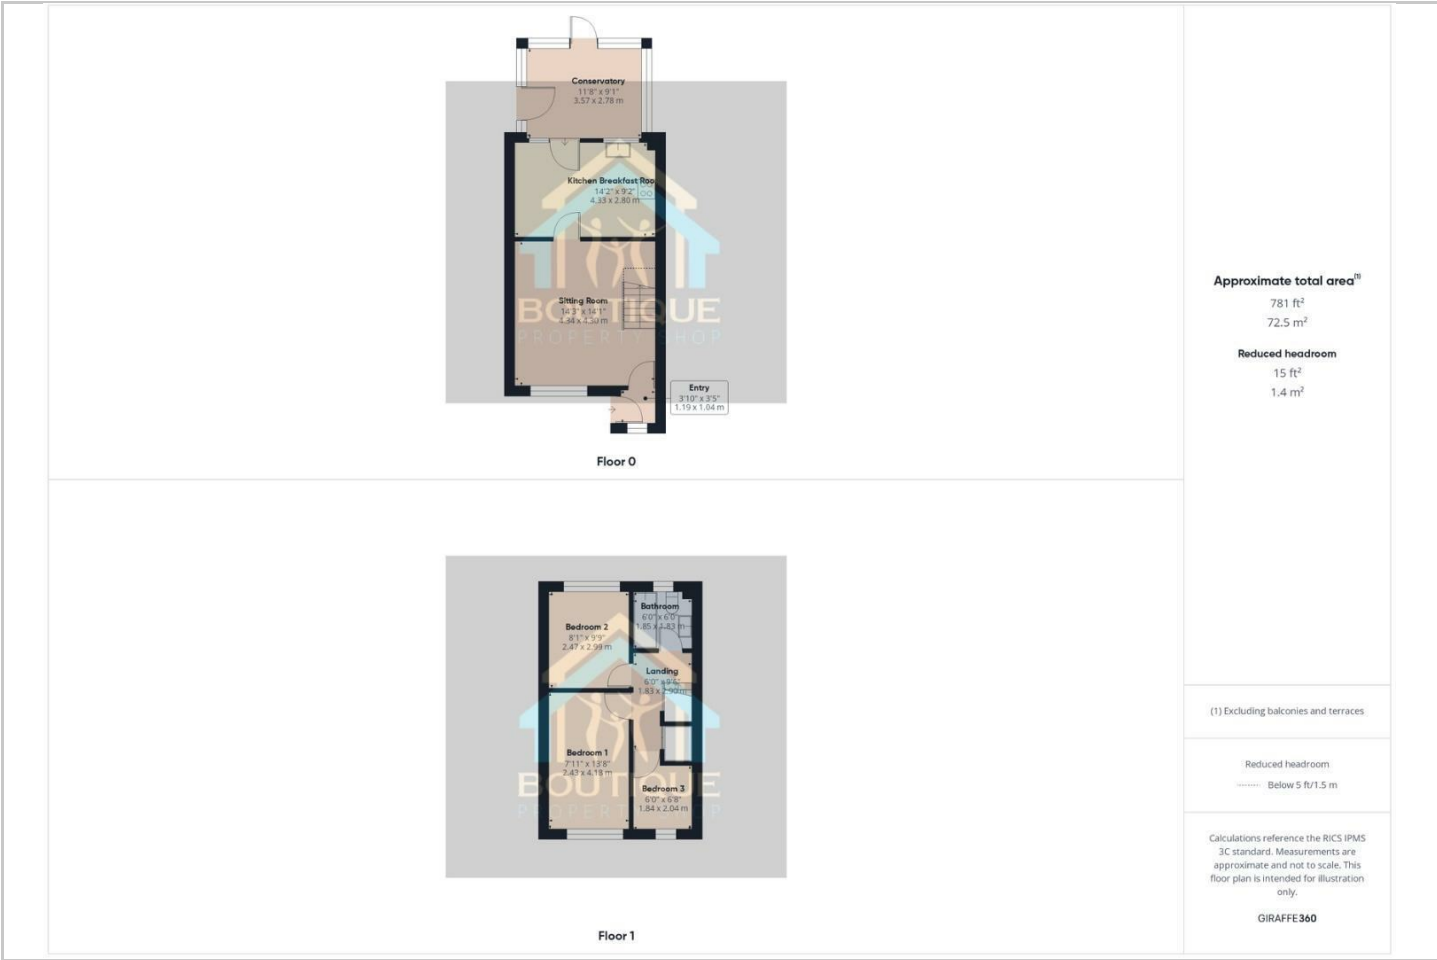 Conservatory
11'8" x 9'1"
3.57 x 2.78 m
Kitchen Breakfast Roo
14'2" x 9'2"
4.33 x 2.80 m
Sitting Room
14'3" x 14'1"
4.34 x 4.30 m
BOUTIQUE
PROPERTY SHOP
Entry
3'10" x 3'5"
1.19 x 1.04 m
Floor 0
Bedroom 2
8'1" x 9'9"
2.47 x 2.99 m
Bathroom
6'0" x 6'0"
1.85 x 1.83 m
Landing
6'0" x 9'6"
1.83 x 2.90 m
Bedroom 1
7'11" x 13'8"
2.43 x 4.18 m
BOUTIQUE
PROPERTY SHOP
Bedroom 3
6'0" x 6'8"
1.84 x 2.04 m
Floor 1
Approximate total area(1)
781 ft²
72.5 m²
Reduced headroom
15 ft²
1.4 m²
(1) Excluding balconies and terraces
Reduced headroom
Below 5 ft/1.5 m
Calculations reference the RICS IPMS
3C standard. Measurements are
approximate and not to scale. This
floor plan is intended for illustration
only.
GIRAFFE360